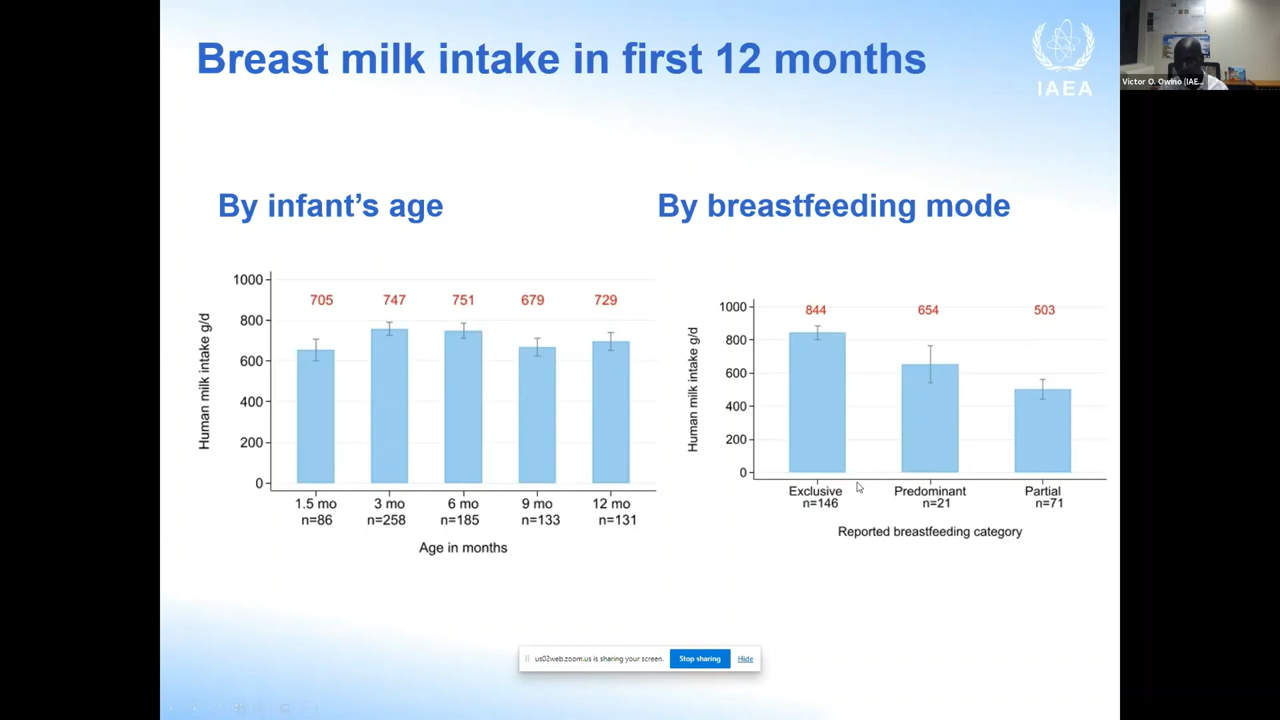 Breast milk intake in first 12 months
IAEA
Victor O. Owino (IAE...
By infant's age
By breastfeeding mode
Human milk intake g/d
1000
800
600
400
200
0
705
747
751
679
729
1.5 mo
n=86
3 mo
n=258
6 mo
n=185
9 mo
n=133
12 mo
n=131
Age in months
Human milk intake g/d
1000
800
600
400
200
0
844
654
503
Exclusive
n=146
Predominant
n=21
Partial
n=71
Reported breastfeeding category
us02web.zoom.us is sharing your screen.
Stop sharing
Hide